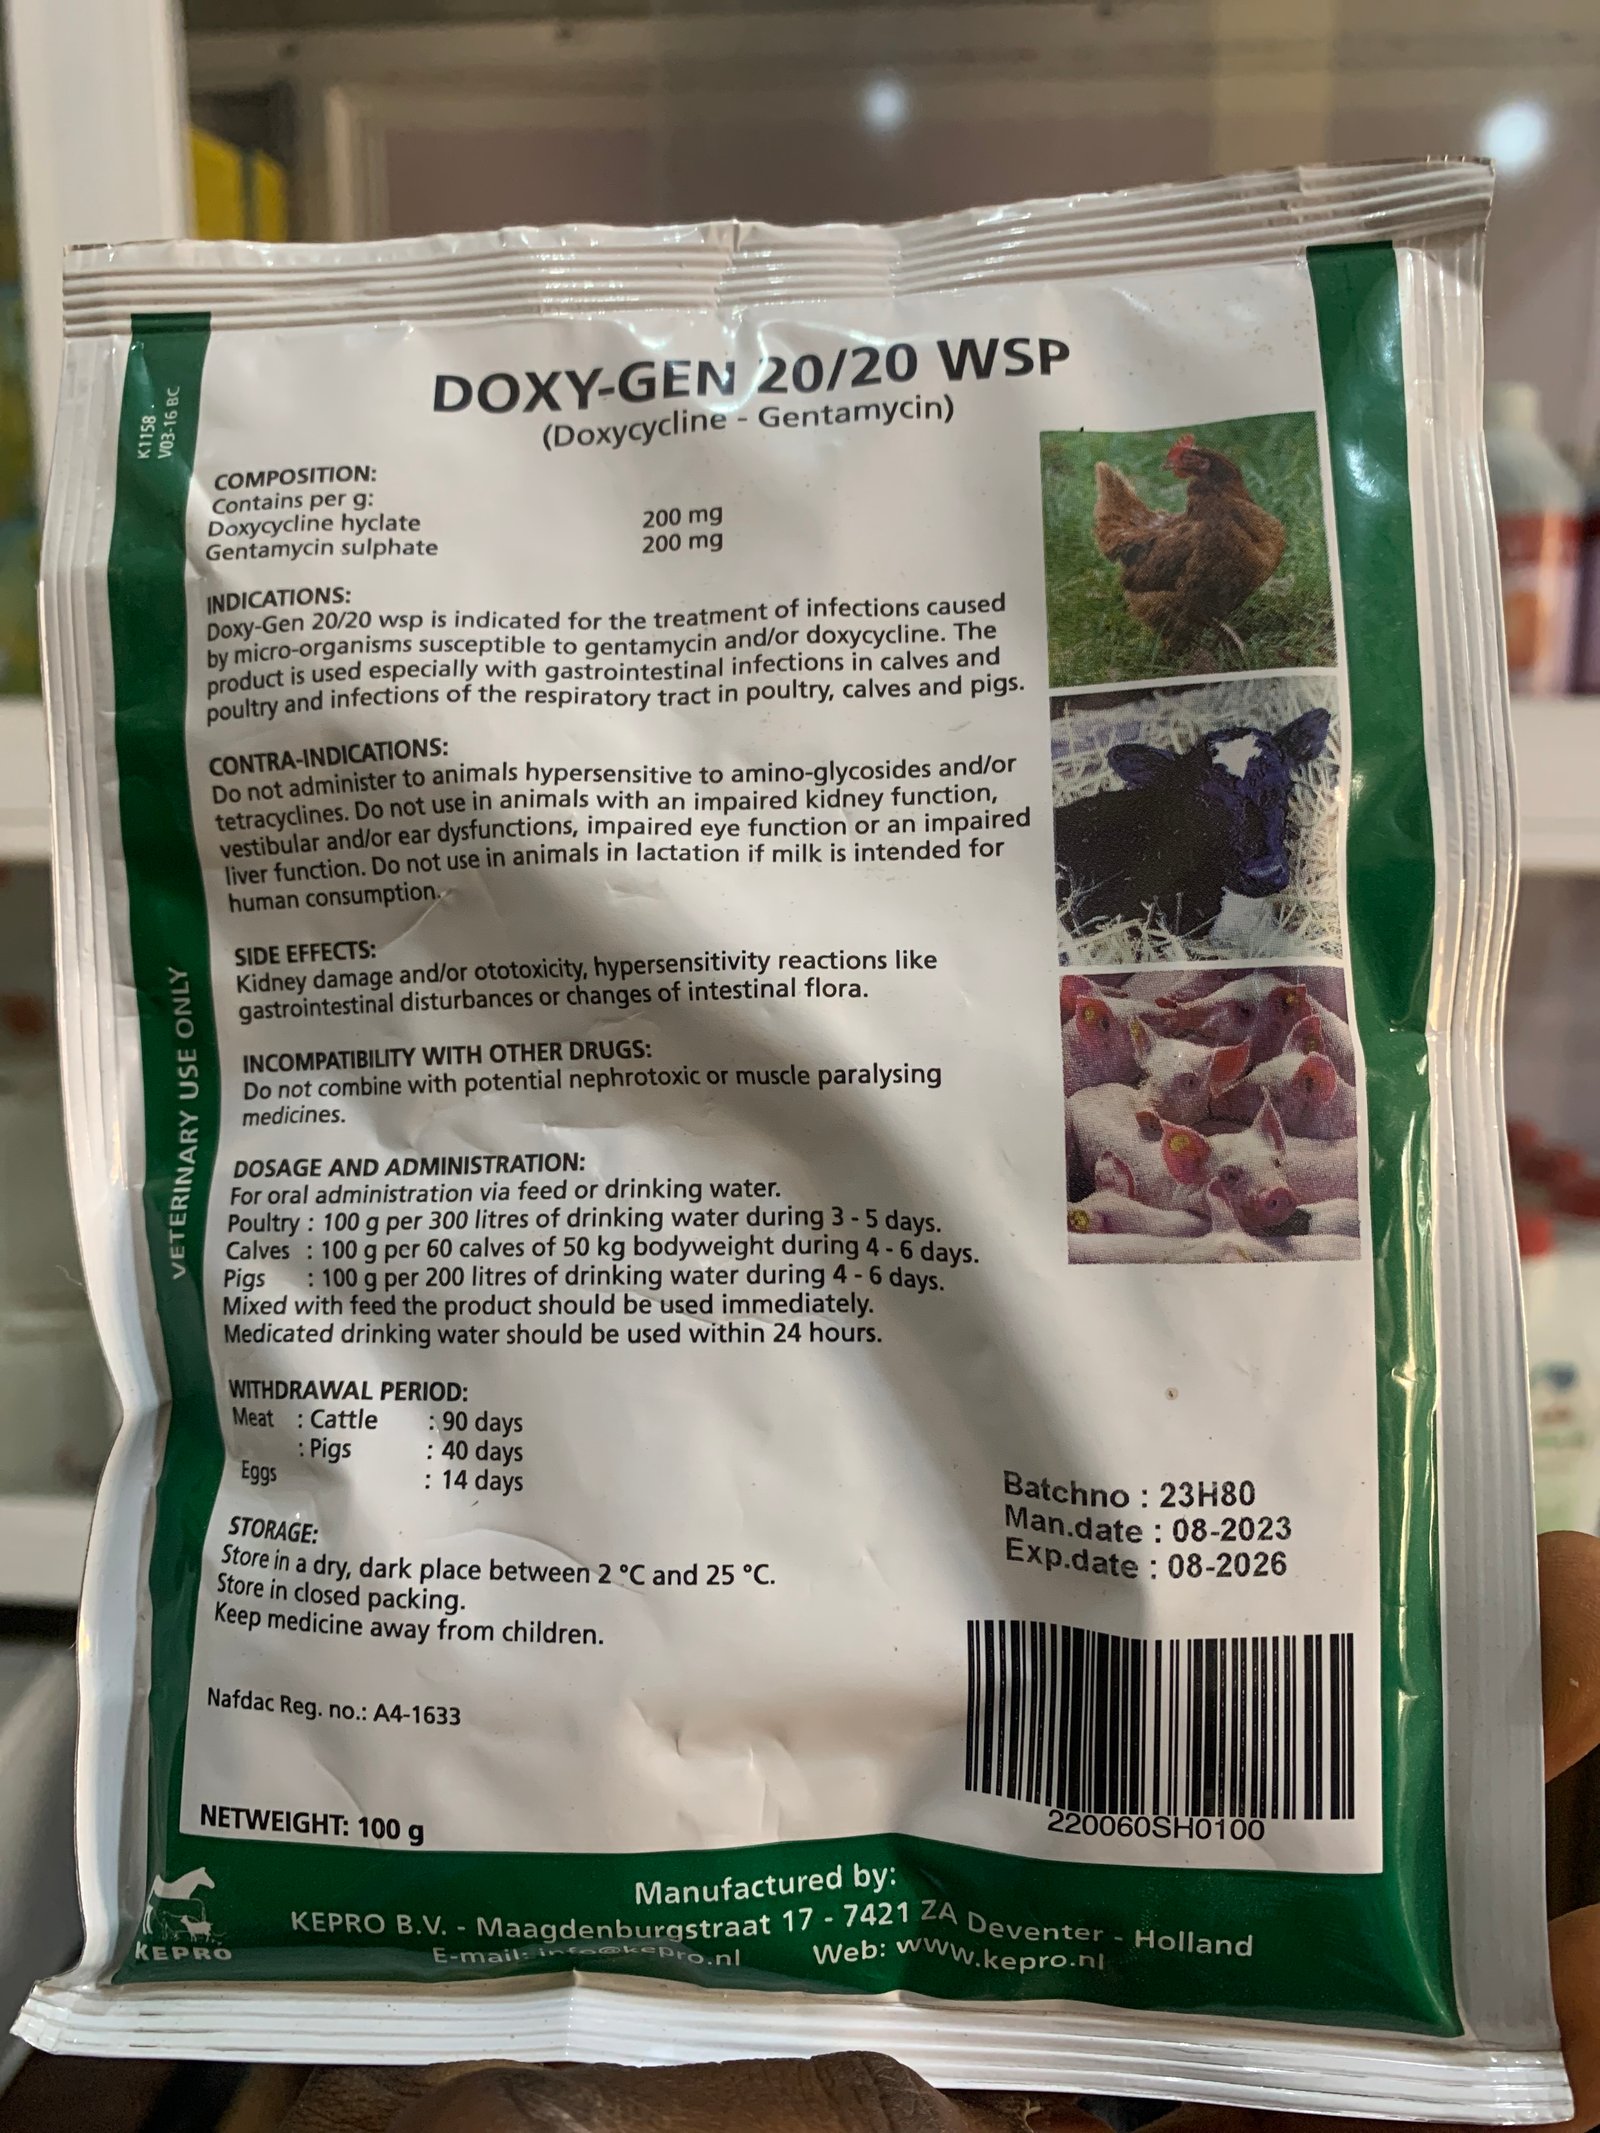 K1158
V03-16 BC
VETERINARY USE ONLY
DOXY-GEN 20/20 WSP
(Doxycycline - Gentamycin)
COMPOSITION:
Contains per g:
Doxycycline hyclate 200 mg
Gentamycin sulphate 200 mg
INDICATIONS:
Doxy-Gen 20/20 wsp is indicated for the treatment of infections caused
by micro-organisms susceptible to gentamycin and/or doxycycline. The
product is used especially with gastrointestinal infections in calves and
poultry and infections of the respiratory tract in poultry, calves and pigs.
CONTRA-INDICATIONS:
Do not administer to animals hypersensitive to amino-glycosides and/or
tetracyclines. Do not use in animals with an impaired kidney function,
vestibular and/or ear dysfunctions, impaired eye function or an impaired
liver function. Do not use in animals in lactation if milk is intended for
human consumption.
SIDE EFFECTS:
Kidney damage and/or ototoxicity, hypersensitivity reactions like
gastrointestinal disturbances or changes of intestinal flora.
INCOMPATIBILITY WITH OTHER DRUGS:
Do not combine with potential nephrotoxic or muscle paralysing
medicines.
DOSAGE AND ADMINISTRATION:
For oral administration via feed or drinking water.
Poultry : 100 g per 300 litres of drinking water during 3 - 5 days.
Calves : 100 g per 60 calves of 50 kg bodyweight during 4 - 6 days.
Pigs : 100 g per 200 litres of drinking water during 4 - 6 days.
Mixed with feed the product should be used immediately.
Medicated drinking water should be used within 24 hours.
WITHDRAWAL PERIOD:
Meat : Cattle : 90 days
: Pigs : 40 days
Eggs : 14 days
STORAGE:
Store in a dry, dark place between 2 °C and 25 °C.
Store in closed packing.
Keep medicine away from children.
Nafdac Reg. no.: A4-1633
NETWEIGHT: 100 g
Batchno : 23H80
Man.date : 08-2023
Exp.date : 08-2026
220060SH0100
KEPRO
Manufactured by:
KEPRO B.V. - Maagdenburgstraat 17 - 7421 ZA Deventer - Holland
E-mail: info@kepro.nl Web: www.kepro.nl